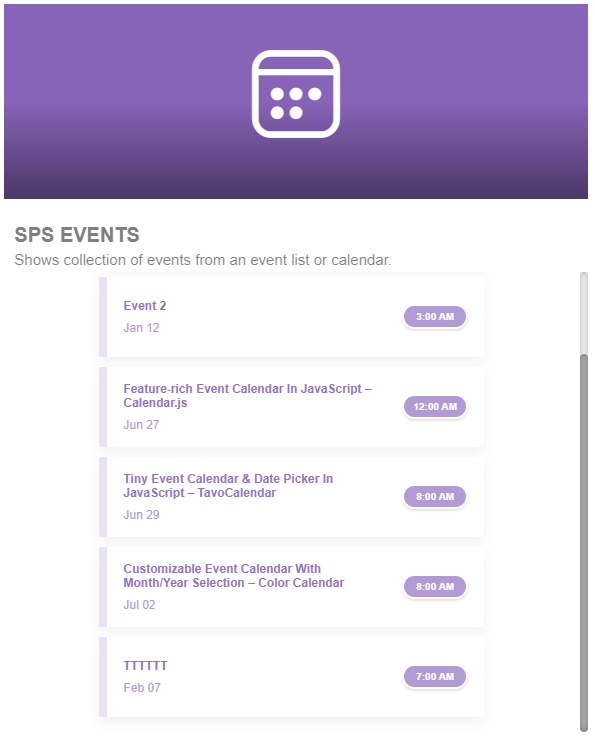 SPS EVENTS
Shows collection of events from an event list or calendar.
Event 2
Jan 12
3:00 AM
Feature-rich Event Calendar In JavaScript –
Calendar.js
Jun 27
12:00 AM
Tiny Event Calendar & Date Picker In
JavaScript – TavoCalendar
Jun 29
8:00 AM
Customizable Event Calendar With
Month/Year Selection – Color Calendar
Jul 02
8:00 AM
TTTTTT
Feb 07
7:00 AM